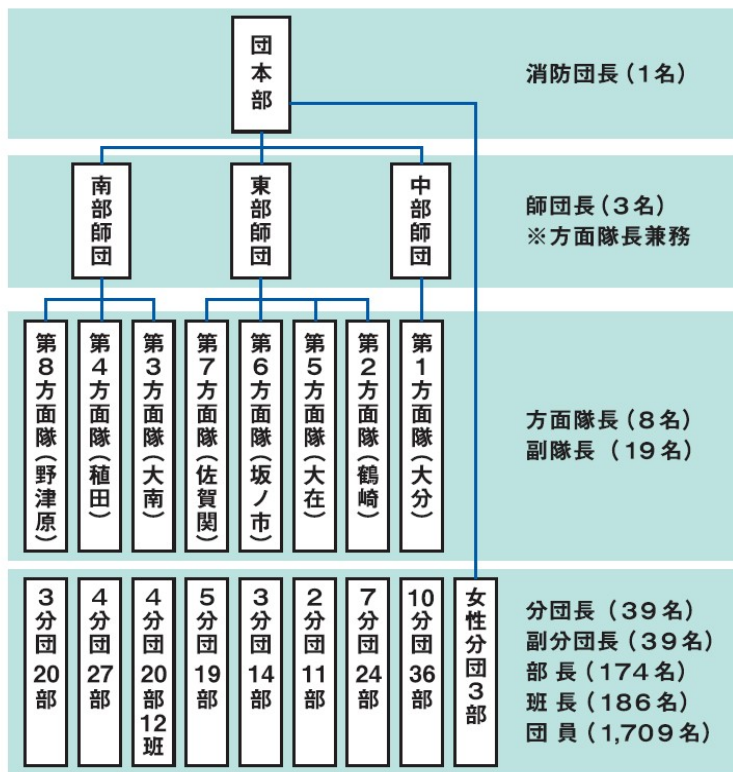 団本部
消防団長（1名）
南部師団
東部師団
中部師団
師団長（3名）
※方面隊長兼務
第8方面隊（野津原）
第4方面隊（稙田）
第3方面隊（大南）
第7方面隊（佐賀関）
第6方面隊（坂ノ市）
第5方面隊（大在）
第2方面隊（鶴崎）
第1方面隊（大分）
方面隊長（8名）
副隊長（19名）
3分団20部
4分団27部
4分団20部12班
5分団19部
3分団14部
2分団11部
7分団24部
10分団36部
女性分団3部
分団長（39名）
副分団長（39名）
部長（174名）
班長（186名）
団員（1,709名）